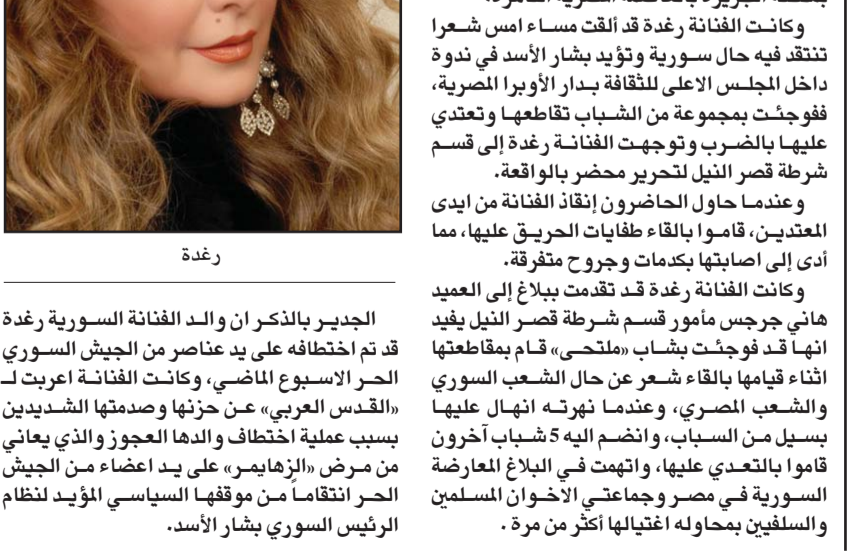 وكانت الفنانة رغدة قد ألقت مساء امس شعرا
تنتقد فيه حال سورية وتؤيد بشار الأسد في ندوة
داخل المجلس الاعلى للثقافة بدار الأوبرا المصرية،
ففوجئت بمجموعة من الشباب تقاطعها وتعتدي
عليها بالضرب وتوجهت الفنانة رغدة إلى قسم
شرطة قصر النيل لتحرير محضر بالواقعة.
وعندما حاول الحاضرون إنقاذ الفنانة من ايدى
المعتدين، قاموا بالقاء طفايات الحريق عليها، مما
أدى إلى اصابتها بكدمات وجروح متفرقة.
وكانت الفنانة رغدة قد تقدمت ببلاغ إلى العميد
هاني جرجس مأمور قسم شرطة قصر النيل يفيد
انها قد فوجئت بشاب «ملتحى» قام بمقاطعتها
اثناء قيامها بالقاء شعر عن حال الشعب السوري
والشعب المصري، وعندما نهرته انهال عليها
بسيل من السباب، وانضم اليه 5 شباب آخرون
قاموا بالتعدي عليها، واتهمت في البلاغ المعارضة
السورية في مصر وجماعتي الاخوان المسلمين
والسلفيين بمحاوله اغتيالها أكثر من مرة .
رغدة
الجدير بالذكر ان والد الفنانة السورية رغدة
قد تم اختطافه على يد عناصر من الجيش السوري
الحر الاسبوع الماضي، وكانت الفنانة اعربت لـ
«القدس العربي» عن حزنها وصدمتها الشديدين
بسبب عملية اختطاف والدها العجوز والذي يعاني
من مرض «الزهايمر» على يد اعضاء من الجيش
الحر انتقاماً من موقفها السياسي المؤيد لنظام
الرئيس السوري بشار الأسد.